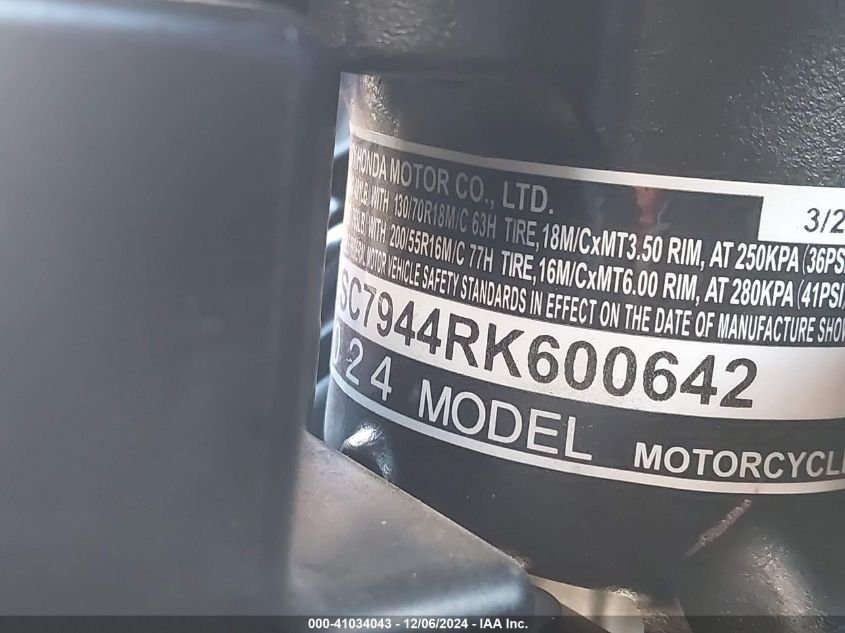 HONDA MOTOR CO., LTD.
3/2
WITH 130/70R18M/C 63H TIRE, 18M/CxMT3.50 RIM, AT 250KPA (36PSI
WITH 200/55R16M/C 77H TIRE, 16M/CxMT6.00 RIM, AT 280KPA (41PSI)
MOTOR VEHICLE SAFETY STANDARDS IN EFFECT ON THE DATE OF MANUFACTURE SHOW
SC7944RK600642
024 MODEL MOTORCYCLE
000-41034043 - 12/06/2024 - IAA Inc.